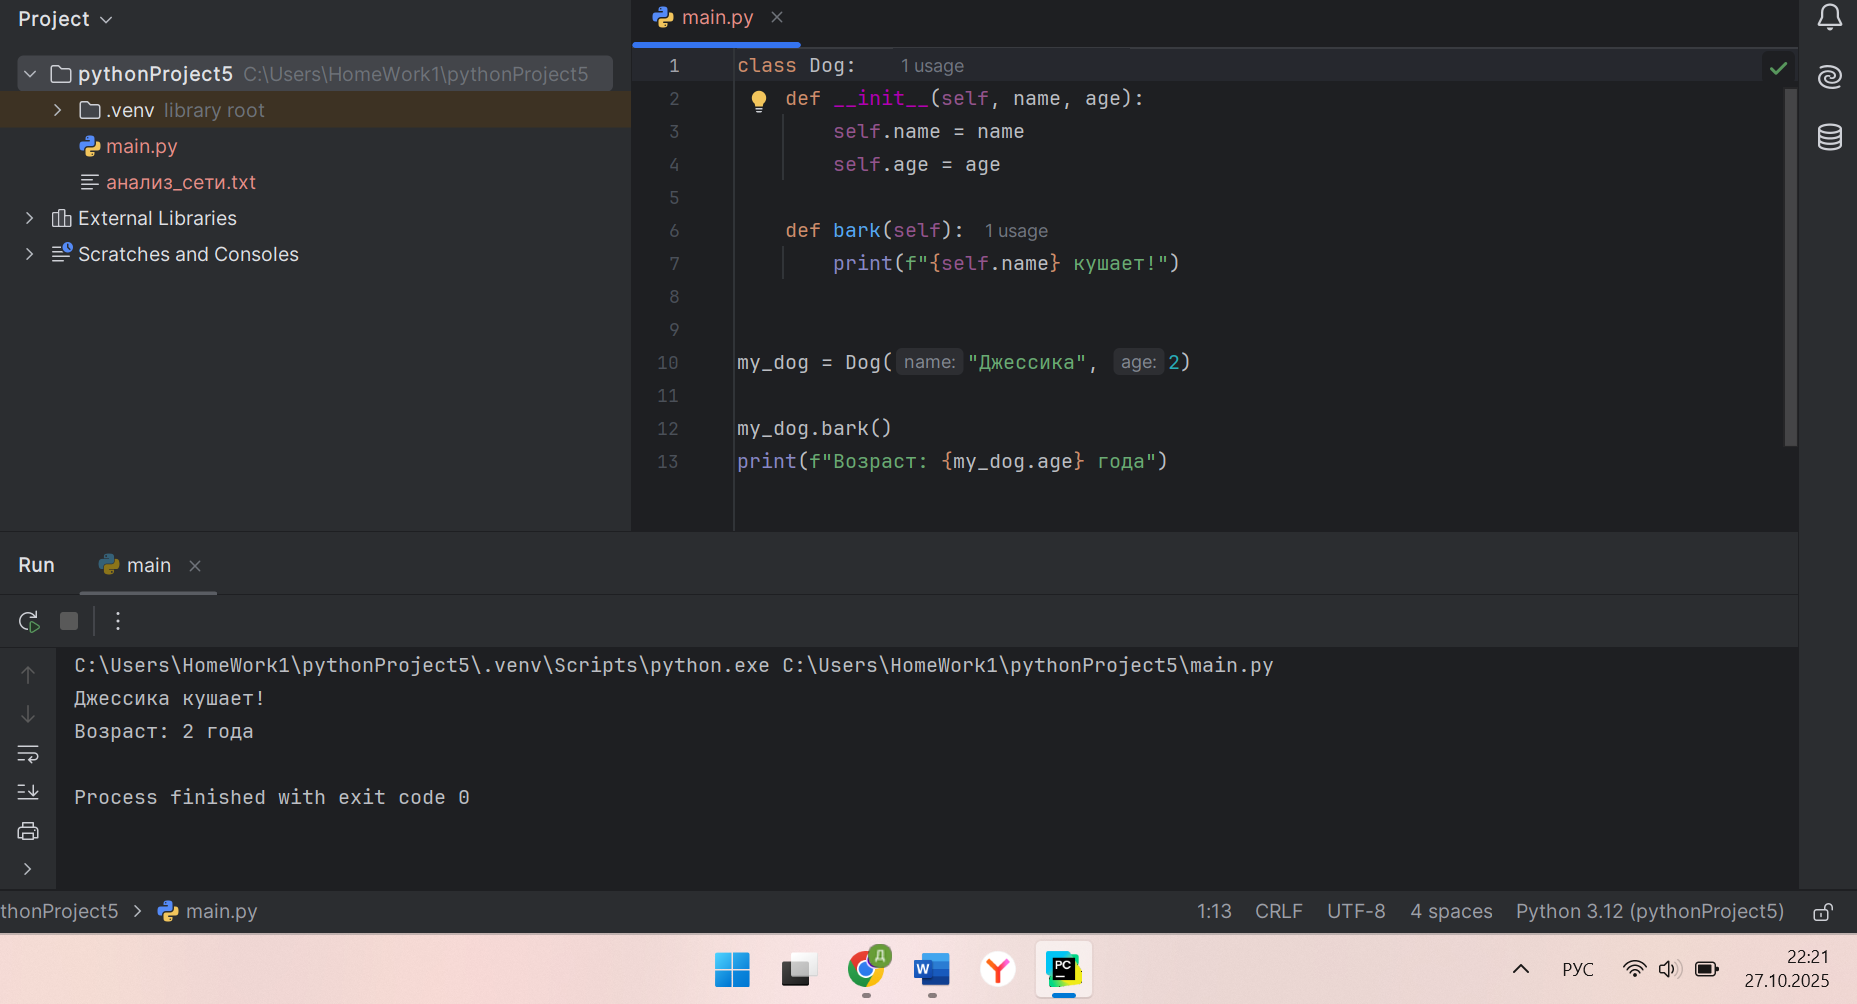 Project
pythonProject5 C:\Users\HomeWork1\pythonProject5
.venv library root
main.py
анализ_сети.txt
External Libraries
Scratches and Consoles
main.py
1 class Dog: 1 usage
2 def __init__(self, name, age):
3 self.name = name
4 self.age = age
5
6 def bark(self): 1 usage
7 print(f"{self.name} кушает!")
8
9
10 my_dog = Dog( name: "Джессика", age: 2)
11
12 my_dog.bark()
13 print(f"Возраст: {my_dog.age} года")
Run main
C:\Users\HomeWork1\pythonProject5\.venv\Scripts\python.exe C:\Users\HomeWork1\pythonProject5\main.py
Джессика кушает!
Возраст: 2 года
Process finished with exit code 0
thonProject5 main.py 1:13 CRLF UTF-8 4 spaces Python 3.12 (pythonProject5)
Д W Y PC РУС 22:21
27.10.2025